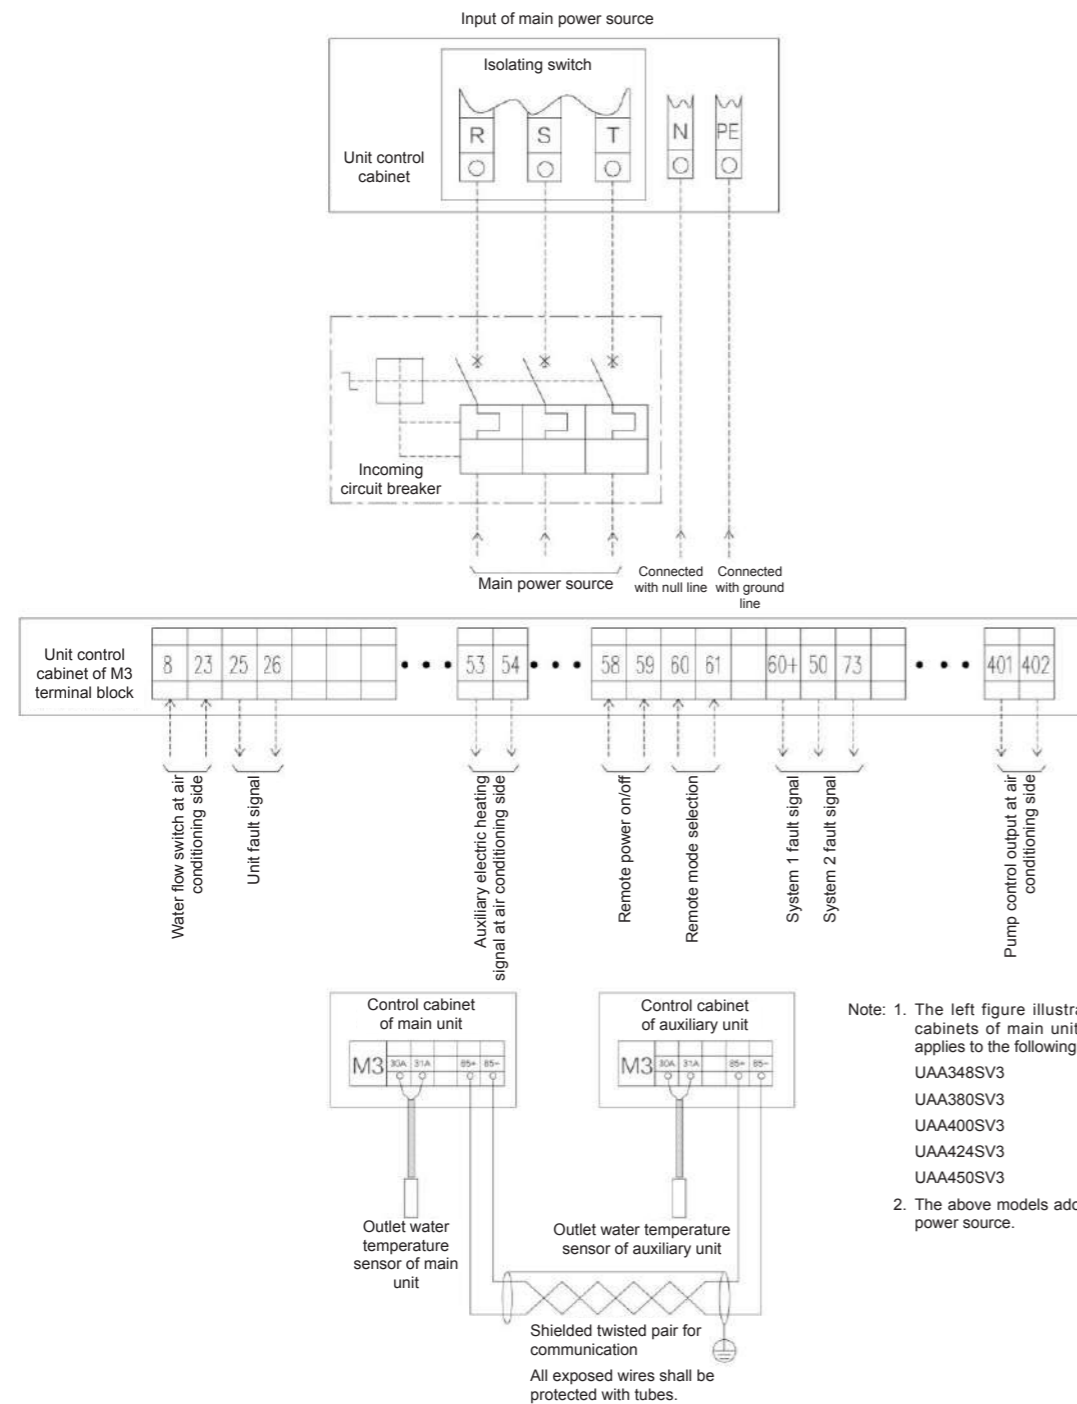 Input of main power source
Isolating switch
R S T N PE
Unit control
cabinet
Incoming
circuit breaker
Main power source
Connected
with null line
Connected
with ground
line
Unit control
cabinet of M3
terminal block
8 23 25 26 53 54 58 59 60 61 60+ 50 73 401 402
Water flow switch at air
conditioning side
Unit fault signal
Auxiliary electric heating
signal at air conditioning side
Remote power on/off
Remote mode selection
System 1 fault signal
System 2 fault signal
Pump control output at air
conditioning side
Control cabinet
of main unit
M3 30A 31A 85+ 85-
Outlet water
temperature
sensor of main
unit
Control cabinet
of auxiliary unit
M3 30A 31A 85+ 85-
Outlet water temperature
sensor of auxiliary unit
Shielded twisted pair for
communication
All exposed wires shall be
protected with tubes.
Note: 1. The left figure illustra
cabinets of main unit
applies to the following
UAA348SV3
UAA380SV3
UAA400SV3
UAA424SV3
UAA450SV3
2. The above models add
power source.